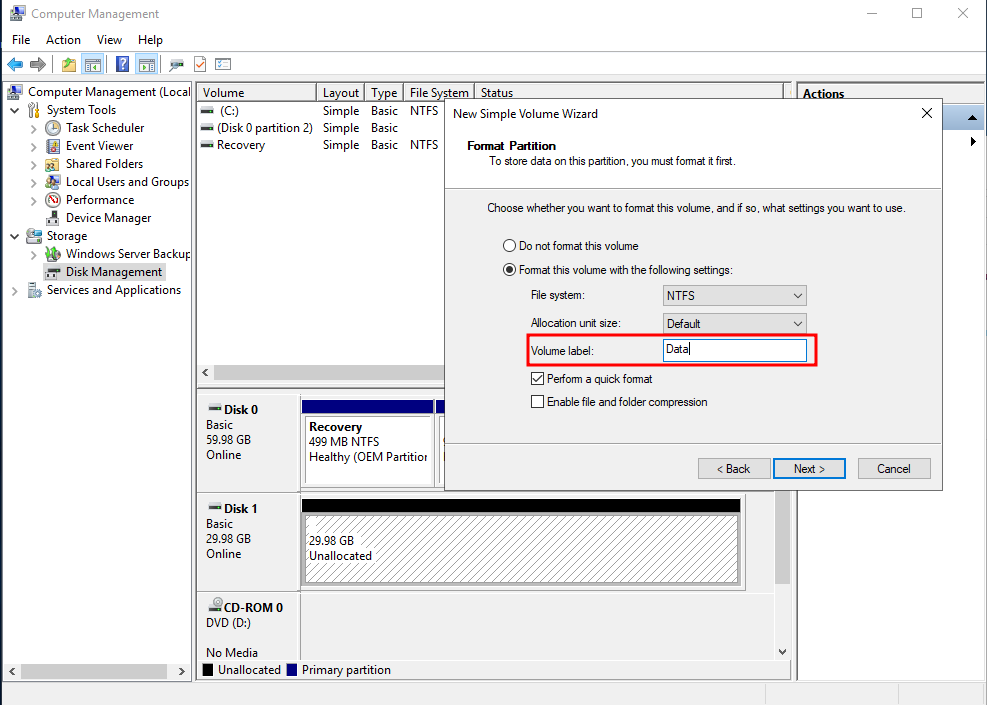 Computer Management
File Action View Help
Computer Management (Local
System Tools
Task Scheduler
Event Viewer
Shared Folders
Local Users and Groups
Performance
Device Manager
Storage
Windows Server Backup
Disk Management
Services and Applications
Volume Layout Type File System Status
(C:) Simple Basic NTFS
(Disk 0 partition 2) Simple Basic
Recovery Simple Basic NTFS
Actions
New Simple Volume Wizard
Format Partition
To store data on this partition, you must format it first.
Choose whether you want to format this volume, and if so, what settings you want to use.
Do not format this volume
Format this volume with the following settings:
File system: NTFS
Allocation unit size: Default
Volume label: Data
Perform a quick format
Enable file and folder compression
< Back Next > Cancel
Disk 0
Basic
59.98 GB
Online
Recovery
499 MB NTFS
Healthy (OEM Partition
Disk 1
Basic
29.98 GB
Online
29.98 GB
Unallocated
CD-ROM 0
DVD (D:)
No Media
Unallocated Primary partition